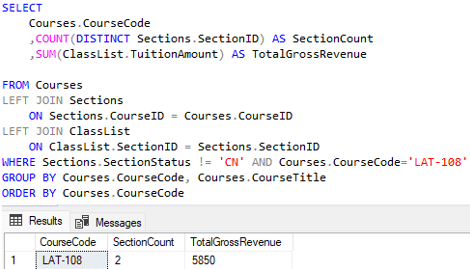 SELECT
Courses.CourseCode
,COUNT(DISTINCT Sections.SectionID) AS SectionCount
,SUM(ClassList.TuitionAmount) AS TotalGrossRevenue
FROM Courses
LEFT JOIN Sections
ON Sections.CourseID = Courses.CourseID
LEFT JOIN ClassList
ON ClassList.SectionID = Sections.SectionID
WHERE Sections.SectionStatus != 'CN' AND Courses.CourseCode='LAT-108'
GROUP BY Courses.CourseCode, Courses.CourseTitle
ORDER BY Courses.CourseCode
Results Messages
CourseCode SectionCount TotalGrossRevenue
1 LAT-108 2 5850